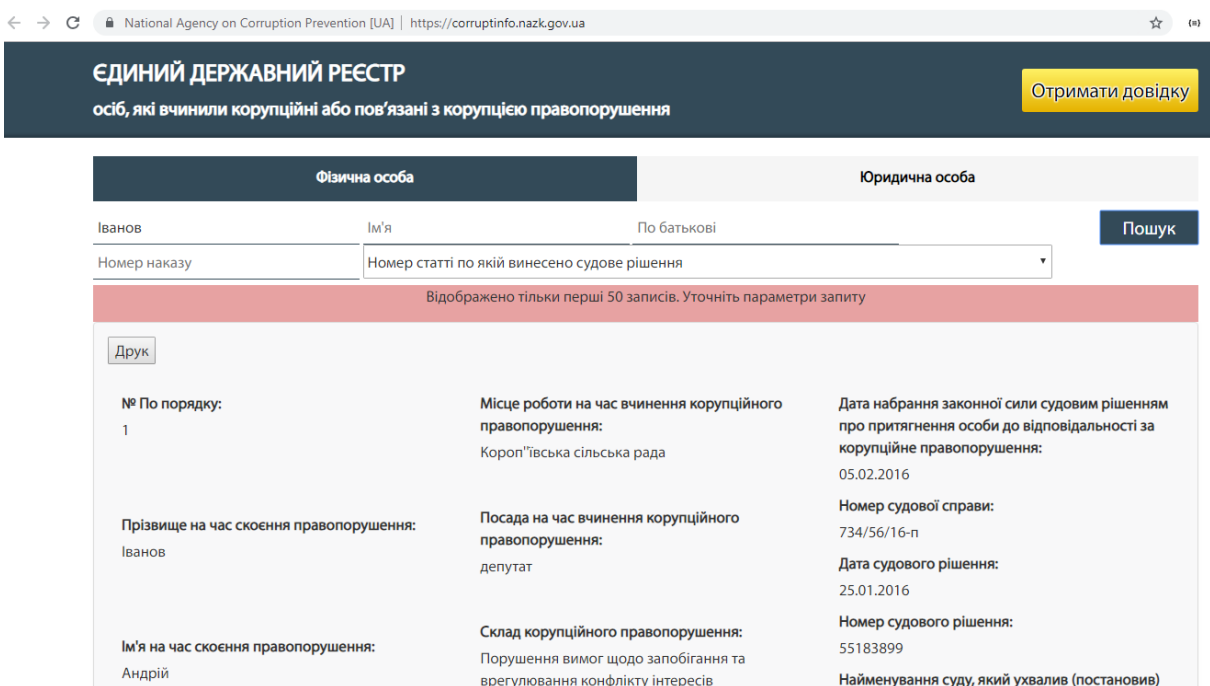 National Agency on Corruption Prevention [UA] | https://corruptinfo.nazk.gov.ua
ЄДИНИЙ ДЕРЖАВНИЙ РЕЄСТР
осіб, які вчинили корупційні або пов’язані з корупцією правопорушення
Отримати довідку
Фізична особа
Юридична особа
Іванов
Ім'я
По батькові
Пошук
Номер наказу
Номер статті по якій винесено судове рішення
Відображено тільки перші 50 записів. Уточніть параметри запиту
Друк
№ По порядку:
1
Прізвище на час скоєння правопорушення:
Іванов
Ім'я на час скоєння правопорушення:
Андрій
Місце роботи на час вчинення корупційного
правопорушення:
Короп"ївська сільська рада
Посада на час вчинення корупційного
правопорушення:
депутат
Склад корупційного правопорушення:
Порушення вимог щодо запобігання та
врегулювання конфлікту інтересів
Дата набрання законної сили судовим рішенням
про притягнення особи до відповідальності за
корупційне правопорушення:
05.02.2016
Номер судової справи:
734/56/16-п
Дата судового рішення:
25.01.2016
Номер судового рішення:
55183899
Найменування суду, який ухвалив (постановив)